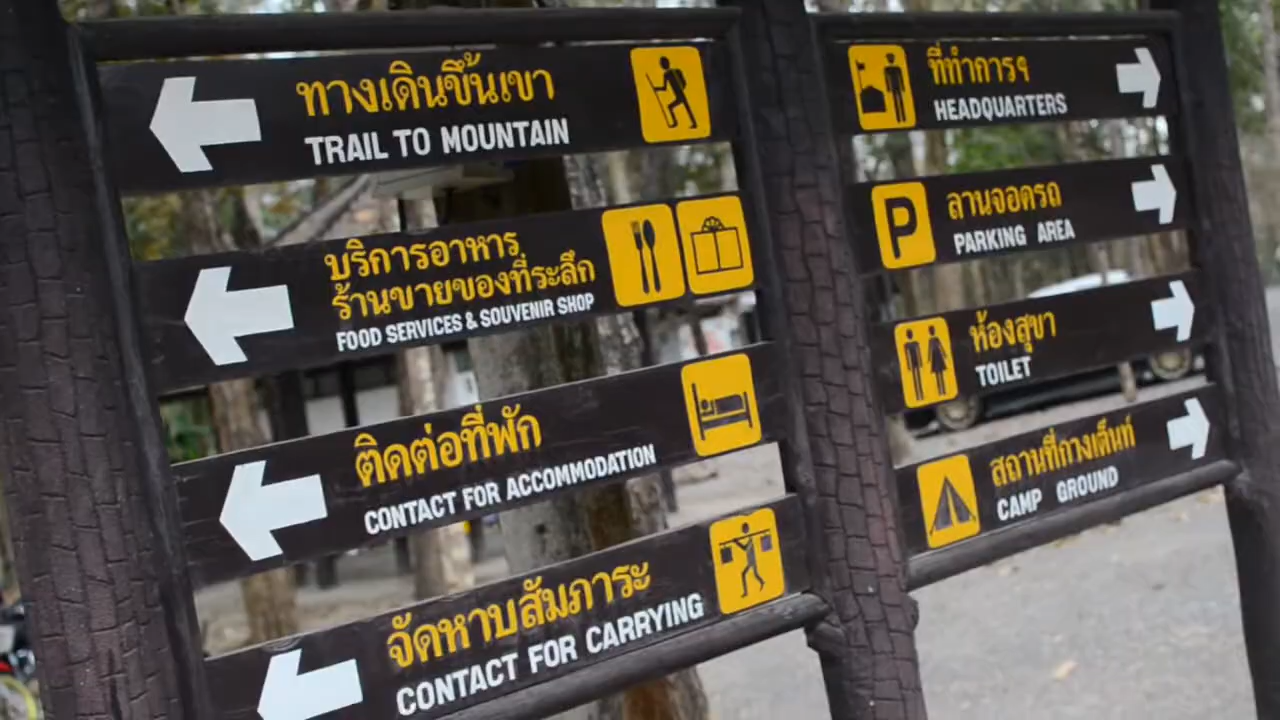 ทางเดินขึ้นเขา
TRAIL TO MOUNTAIN
บริการอาหาร
ร้านขายของที่ระลึก
FOOD SERVICES & SOUVENIR SHOP
ติดต่อที่พัก
CONTACT FOR ACCOMMODATION
จัดหาบสัมภาระ
CONTACT FOR CARRYING
ที่ทำการฯ
HEADQUARTERS
P
ลานจอดรถ
PARKING AREA
ห้องสุขา
TOILET
สถานที่กางเต็นท์
CAMP GROUND